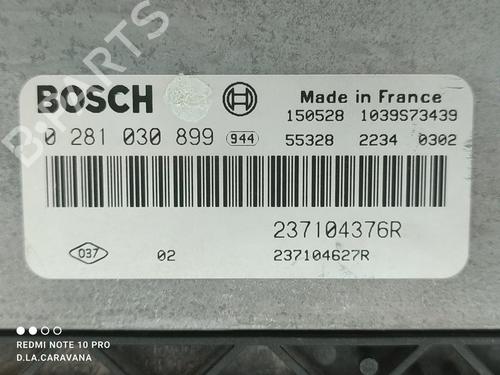 B-PARTS
BOSCH
Made in France
150528 1039S73439
0 281 030 899 944 55328 2234 0302
237104376R
037 02 237104627R
REDMI NOTE 10 PRO
D.LA.CARAVANA